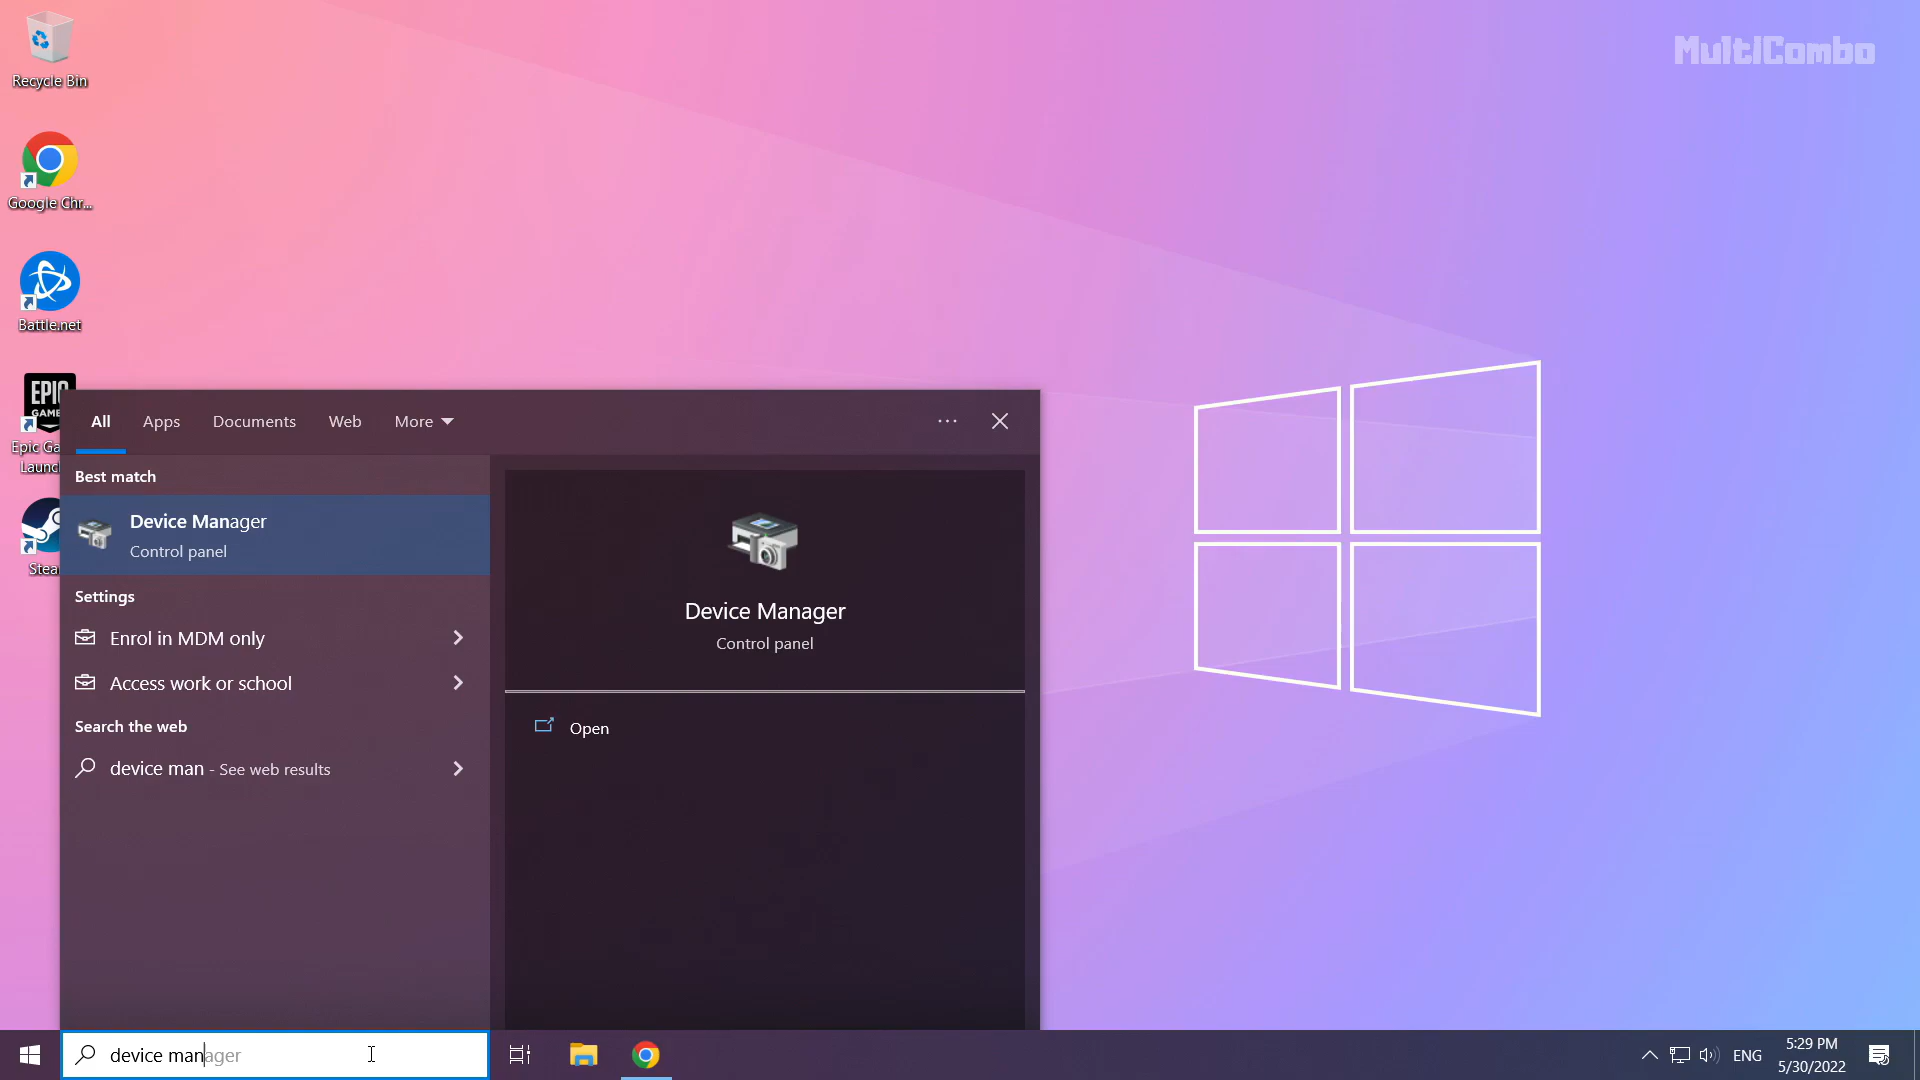 MultiCombo
Recycle Bin
Google Chr...
Battle.net
EPIC
GAM
Epic Ga
Launc
Stea
All
Apps
Documents
Web
More
Best match
Device Manager
Control panel
Settings
Enrol in MDM only
Access work or school
Search the web
device man - See web results
Device Manager
Control panel
Open
device manager
ENG
5:29 PM
5/30/2022